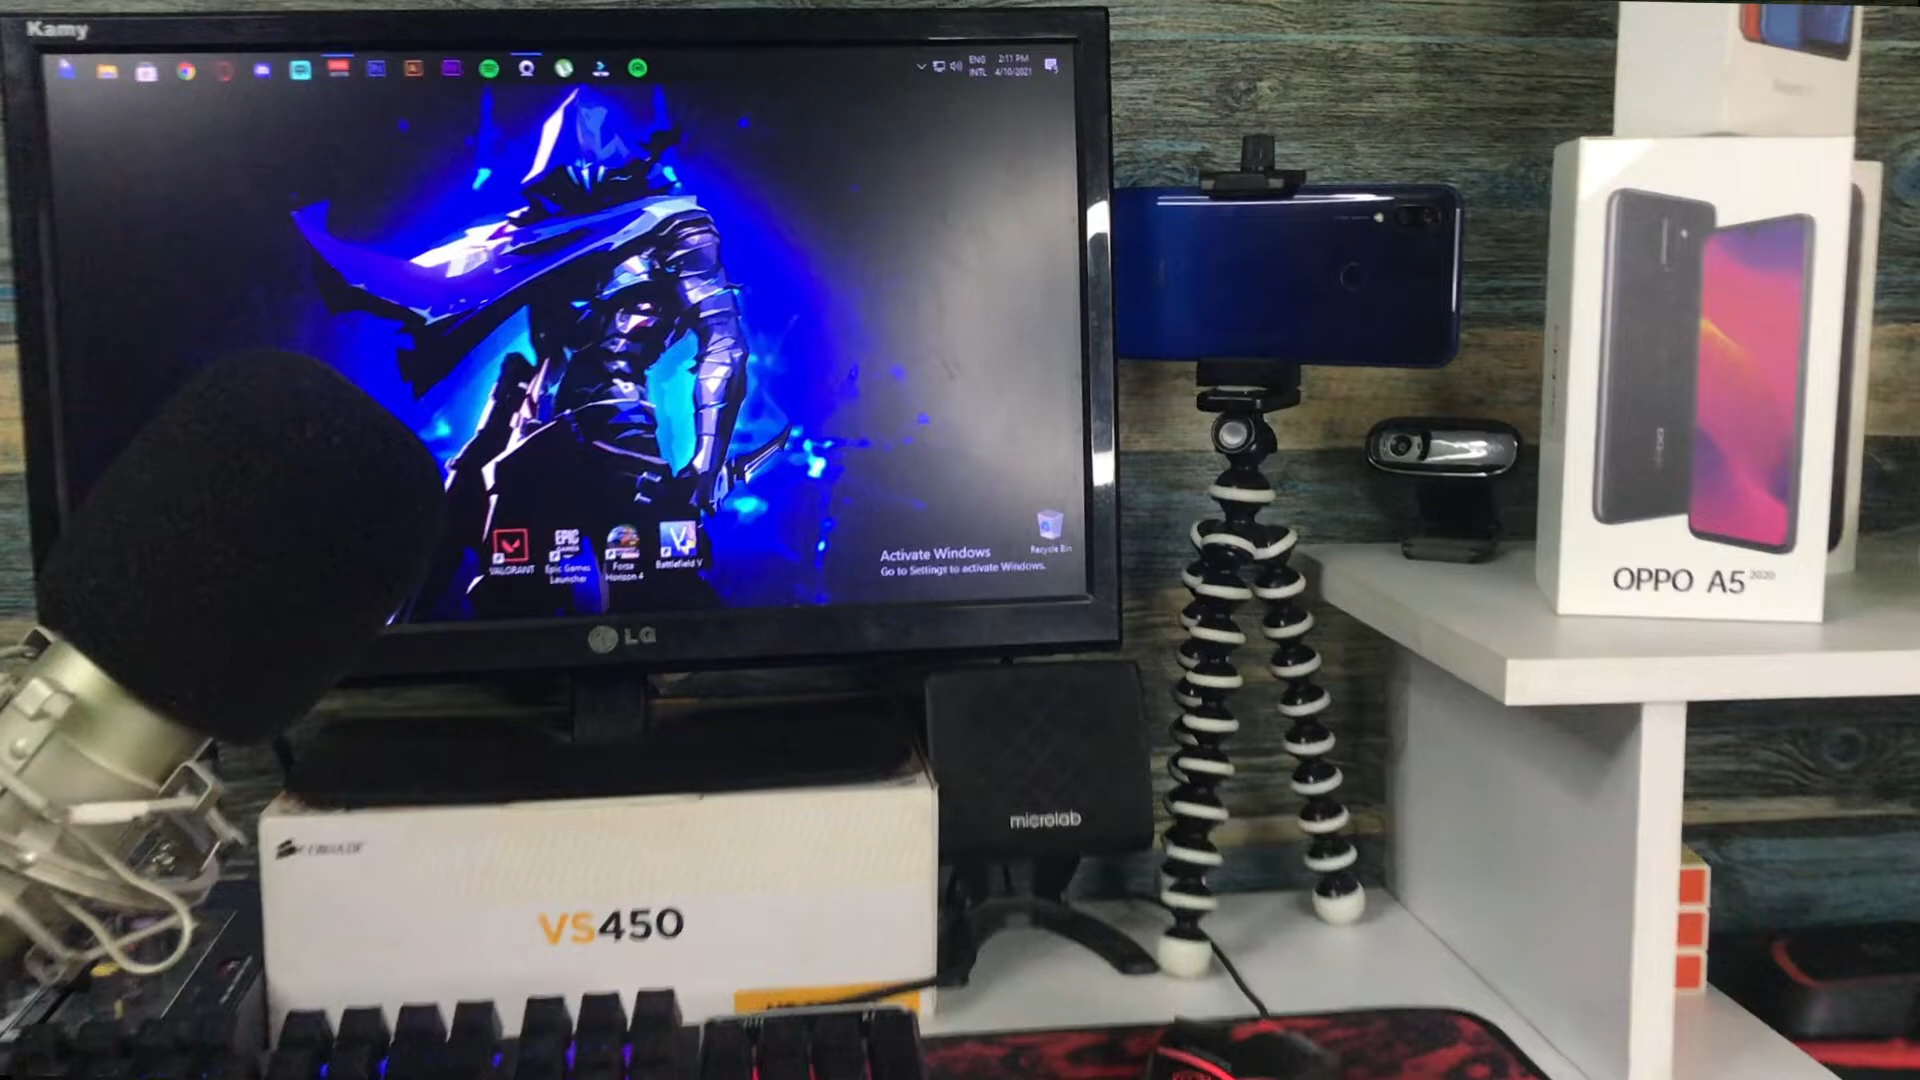 Kamy
ENG
INTL
2:11 PM
4/10/2021
VALORANT
EPIC
GAMES
Epic Games
Launcher
Forza
Horizon 4
V
Battlefield V
Recycle Bin
Activate Windows
Go to Settings to activate Windows.
LG
microlab
VS450
OPPO A5 2020